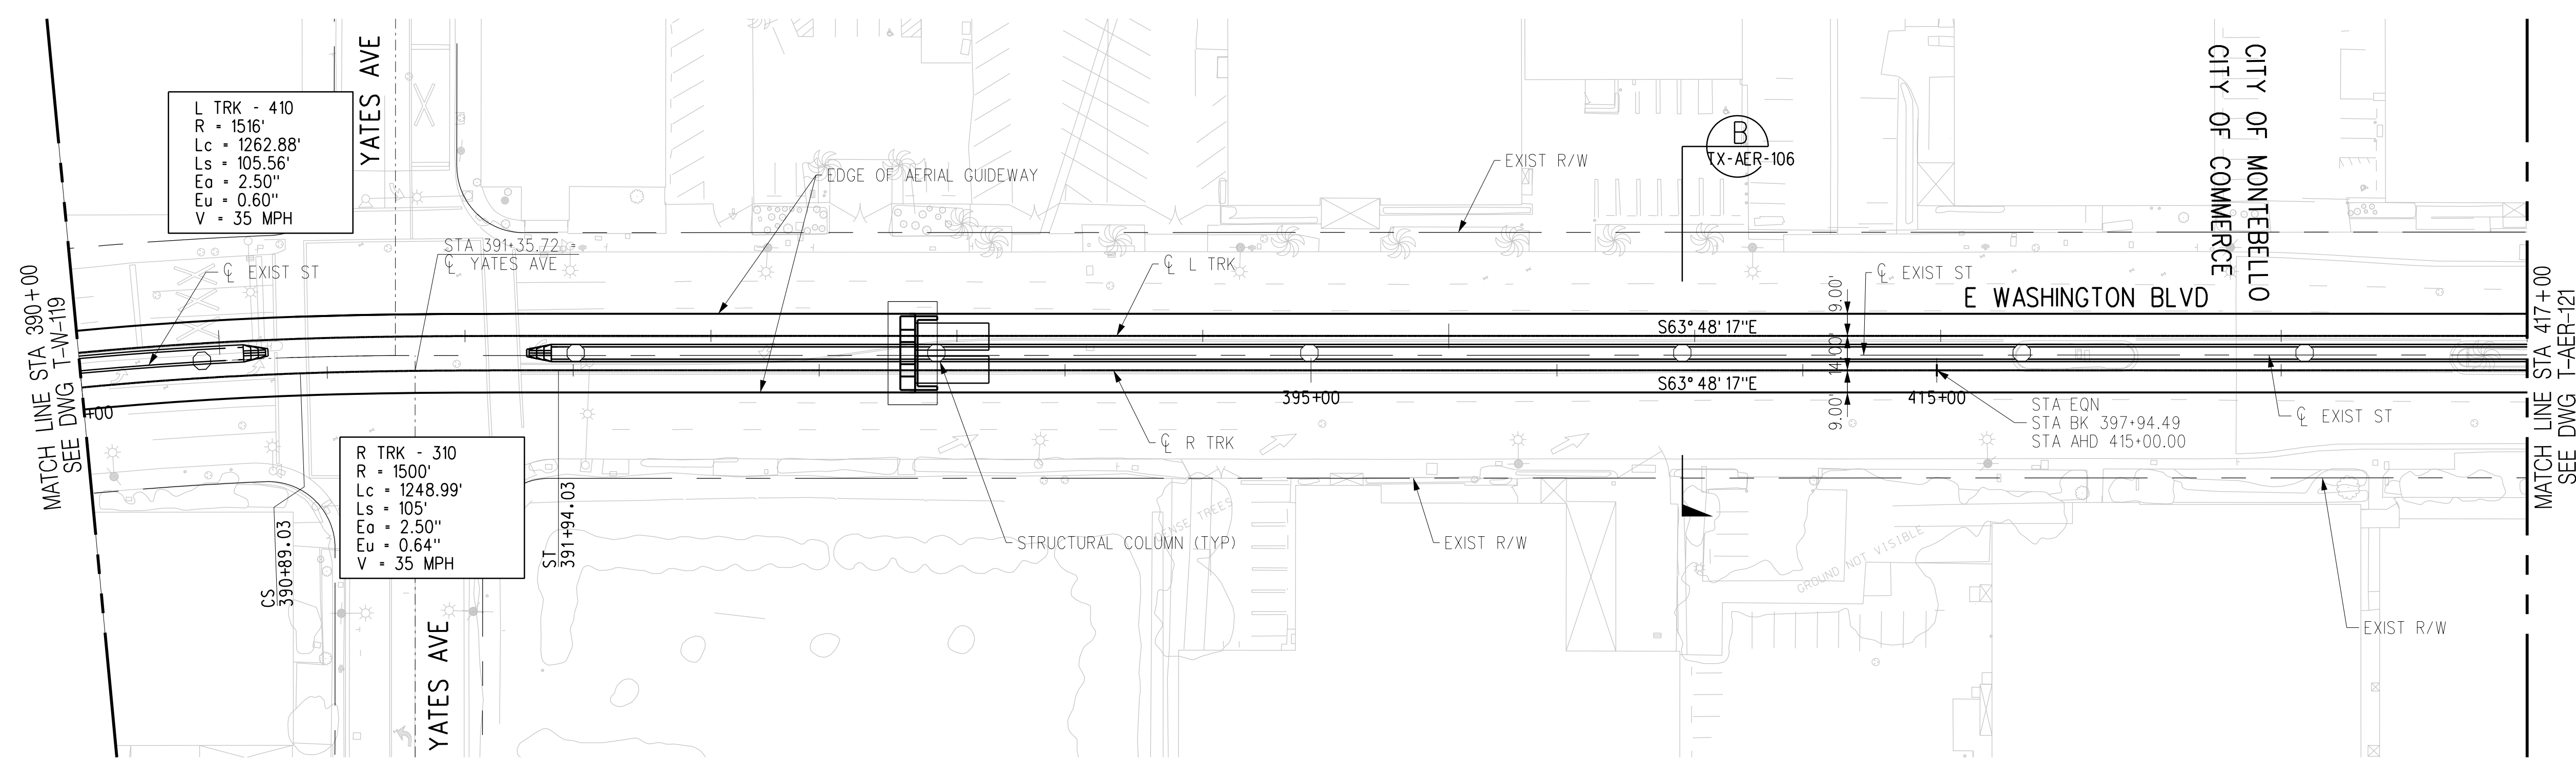 MATCH LINE STA 390+00
SEE DWG T-W-119
+00
L TRK - 410
R = 1516'
Lc = 1262.88'
Ls = 105.56'
Ea = 2.50"
Eu = 0.60"
V = 35 MPH
YATES AVE
℄ EXIST ST
STA 391+35.72 =
℄ YATES AVE
EDGE OF AERIAL GUIDEWAY
℄ L TRK
EXIST R/W
B
TX-AER-106
℄ EXIST ST
E WASHINGTON BLVD
CITY OF MONTEBELLO
CITY OF COMMERCE
S63°48'17"E
S63°48'17"E
9.00'
14.00'
9.00'
395+00
415+00
STA EQN
STA BK 397+94.49
STA AHD 415+00.00
℄ EXIST ST
℄ R TRK
R TRK - 310
R = 1500'
Lc = 1248.99'
Ls = 105'
Ea = 2.50"
Eu = 0.64"
V = 35 MPH
CS
390+89.03
ST
391+94.03
YATES AVE
STRUCTURAL COLUMN (TYP)
DENSE TREES
EXIST R/W
GROUND NOT VISIBLE
EXIST R/W
MATCH LINE STA 417+00
SEE DWG T-AER-121